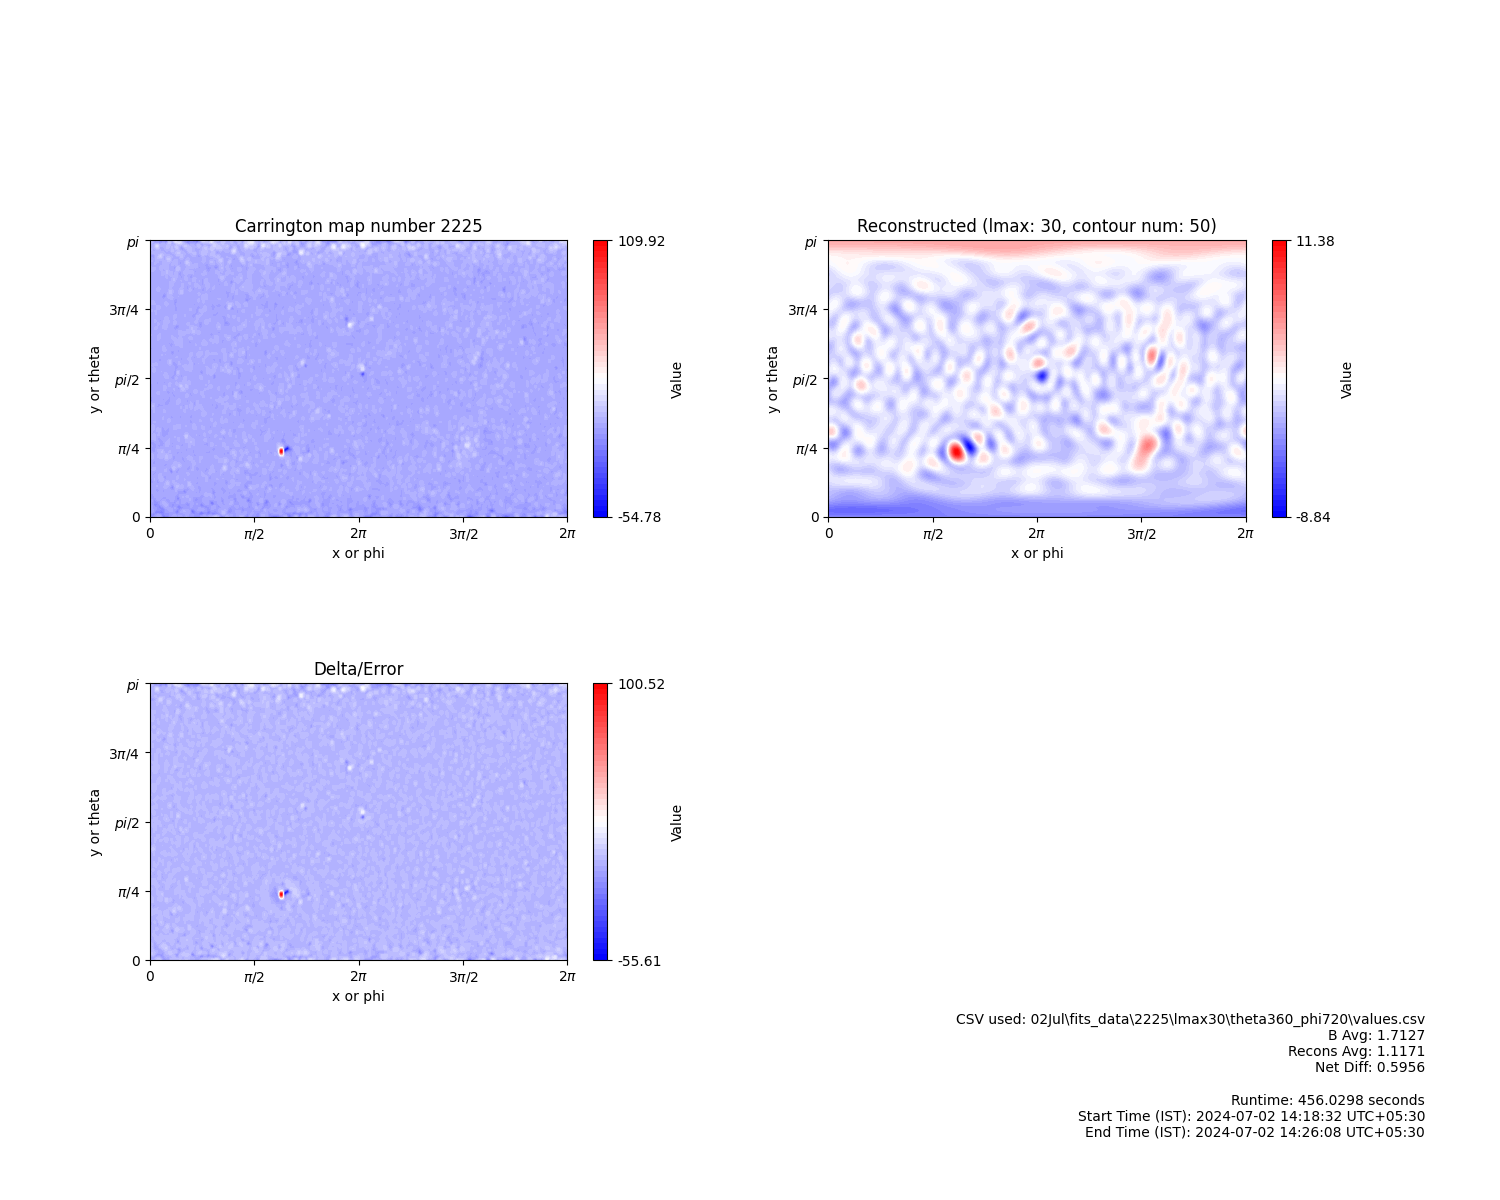 Carrington map number 2225
pi
3π/4
pi/2
π/4
0
y or theta
0
π/2
2π
3π/2
2π
x or phi
109.92
-54.78
Value
Reconstructed (lmax: 30, contour num: 50)
pi
3π/4
pi/2
π/4
0
y or theta
0
π/2
2π
3π/2
2π
x or phi
11.38
-8.84
Value
Delta/Error
pi
3π/4
pi/2
π/4
0
y or theta
0
π/2
2π
3π/2
2π
x or phi
100.52
-55.61
Value
CSV used: 02Jul\fits_data\2225\lmax30\theta360_phi720\values.csv
B Avg: 1.7127
Recons Avg: 1.1171
Net Diff: 0.5956
Runtime: 456.0298 seconds
Start Time (IST): 2024-07-02 14:18:32 UTC+05:30
End Time (IST): 2024-07-02 14:26:08 UTC+05:30